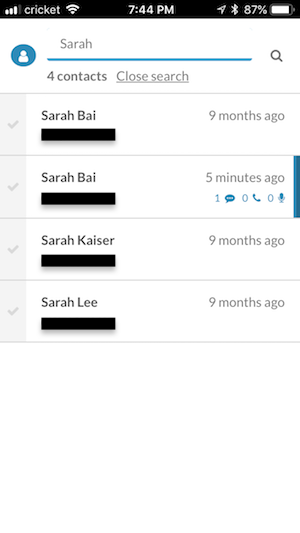 cricket 7:44 PM 87%
Sarah
4 contacts Close search
Sarah Bai 9 months ago
Sarah Bai 5 minutes ago
1 0 0
Sarah Kaiser 9 months ago
Sarah Lee 9 months ago